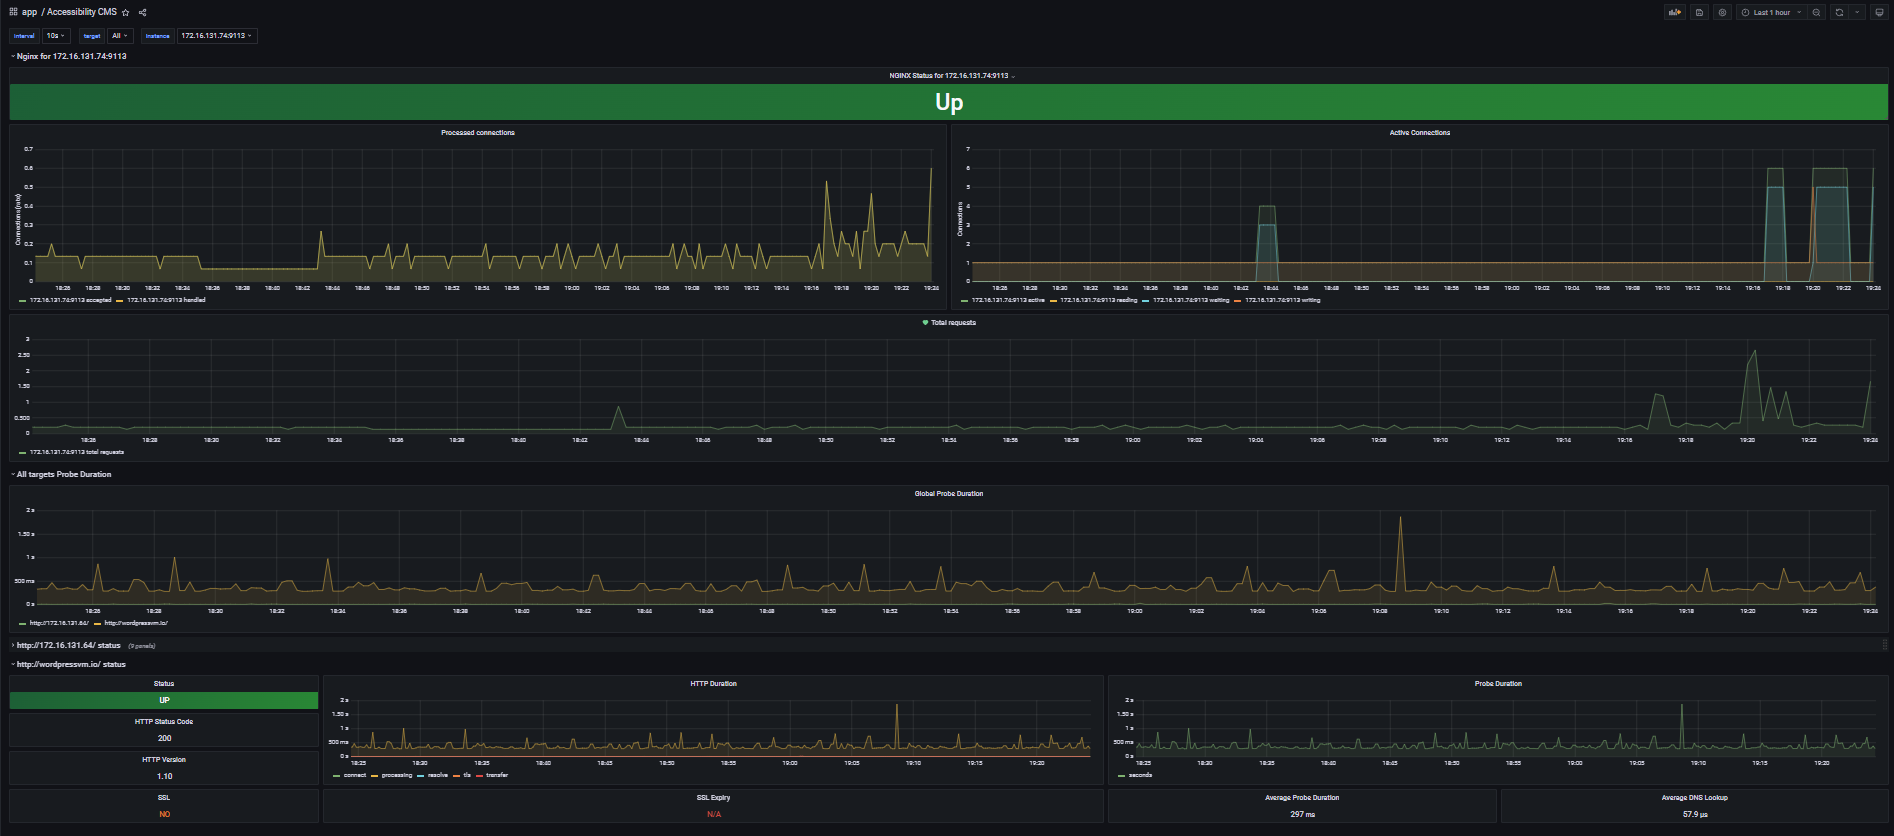 app / Accessibility CMS
Last 1 hour
Interval 10s target All Instance 172.16.131.74:9113
Nginx for 172.16.131.74:9113
NGINX Status for 172.16.131.74:9113
Up
Processed connections
Connections (rate)
0.7
0.6
0.5
0.4
0.3
0.2
0.1
0
18:26 18:28 18:30 18:32 18:34 18:36 18:38 18:40 18:42 18:44 18:46 18:48 18:50 18:52 18:54 18:56 18:58 19:00 19:02 19:04 19:06 19:08 19:10 19:12 19:14 19:16 19:18 19:20 19:22 19:24
172.16.131.74:9113 accepted 172.16.131.74:9113 handled
Active Connections
Connections
7
6
5
4
3
2
1
0
18:26 18:28 18:30 18:32 18:34 18:36 18:38 18:40 18:42 18:44 18:46 18:48 18:50 18:52 18:54 18:56 18:58 19:00 19:02 19:04 19:06 19:08 19:10 19:12 19:14 19:16 19:18 19:20 19:22 19:24
172.16.131.74:9113 active 172.16.131.74:9113 reading 172.16.131.74:9113 waiting 172.16.131.74:9113 writing
Total requests
3
2.50
2
1.50
1
0.500
0
18:26 18:28 18:30 18:32 18:34 18:36 18:38 18:40 18:42 18:44 18:46 18:48 18:50 18:52 18:54 18:56 18:58 19:00 19:02 19:04 19:06 19:08 19:10 19:12 19:14 19:16 19:18 19:20 19:22 19:24
172.16.131.74:9113 total requests
All targets Probe Duration
Global Probe Duration
2 s
1.50 s
1 s
500 ms
0 s
18:26 18:28 18:30 18:32 18:34 18:36 18:38 18:40 18:42 18:44 18:46 18:48 18:50 18:52 18:54 18:56 18:58 19:00 19:02 19:04 19:06 19:08 19:10 19:12 19:14 19:16 19:18 19:20 19:22 19:24
http://172.16.131.64/ http://wordpressvm.io/
http://172.16.131.64/ status (9 panels)
http://wordpressvm.io/ status
Status
UP
HTTP Status Code
200
HTTP Version
1.10
SSL
NO
HTTP Duration
2 s
1.50 s
1 s
500 ms
0 s
18:25 18:30 18:35 18:40 18:45 18:50 18:55 19:00 19:05 19:10 19:15 19:20
connect processing resolve tls transfer
Probe Duration
2 s
1.50 s
1 s
500 ms
0 s
18:25 18:30 18:35 18:40 18:45 18:50 18:55 19:00 19:05 19:10 19:15 19:20
seconds
SSL Expiry
N/A
Average Probe Duration
297 ms
Average DNS Lookup
57.9 µs